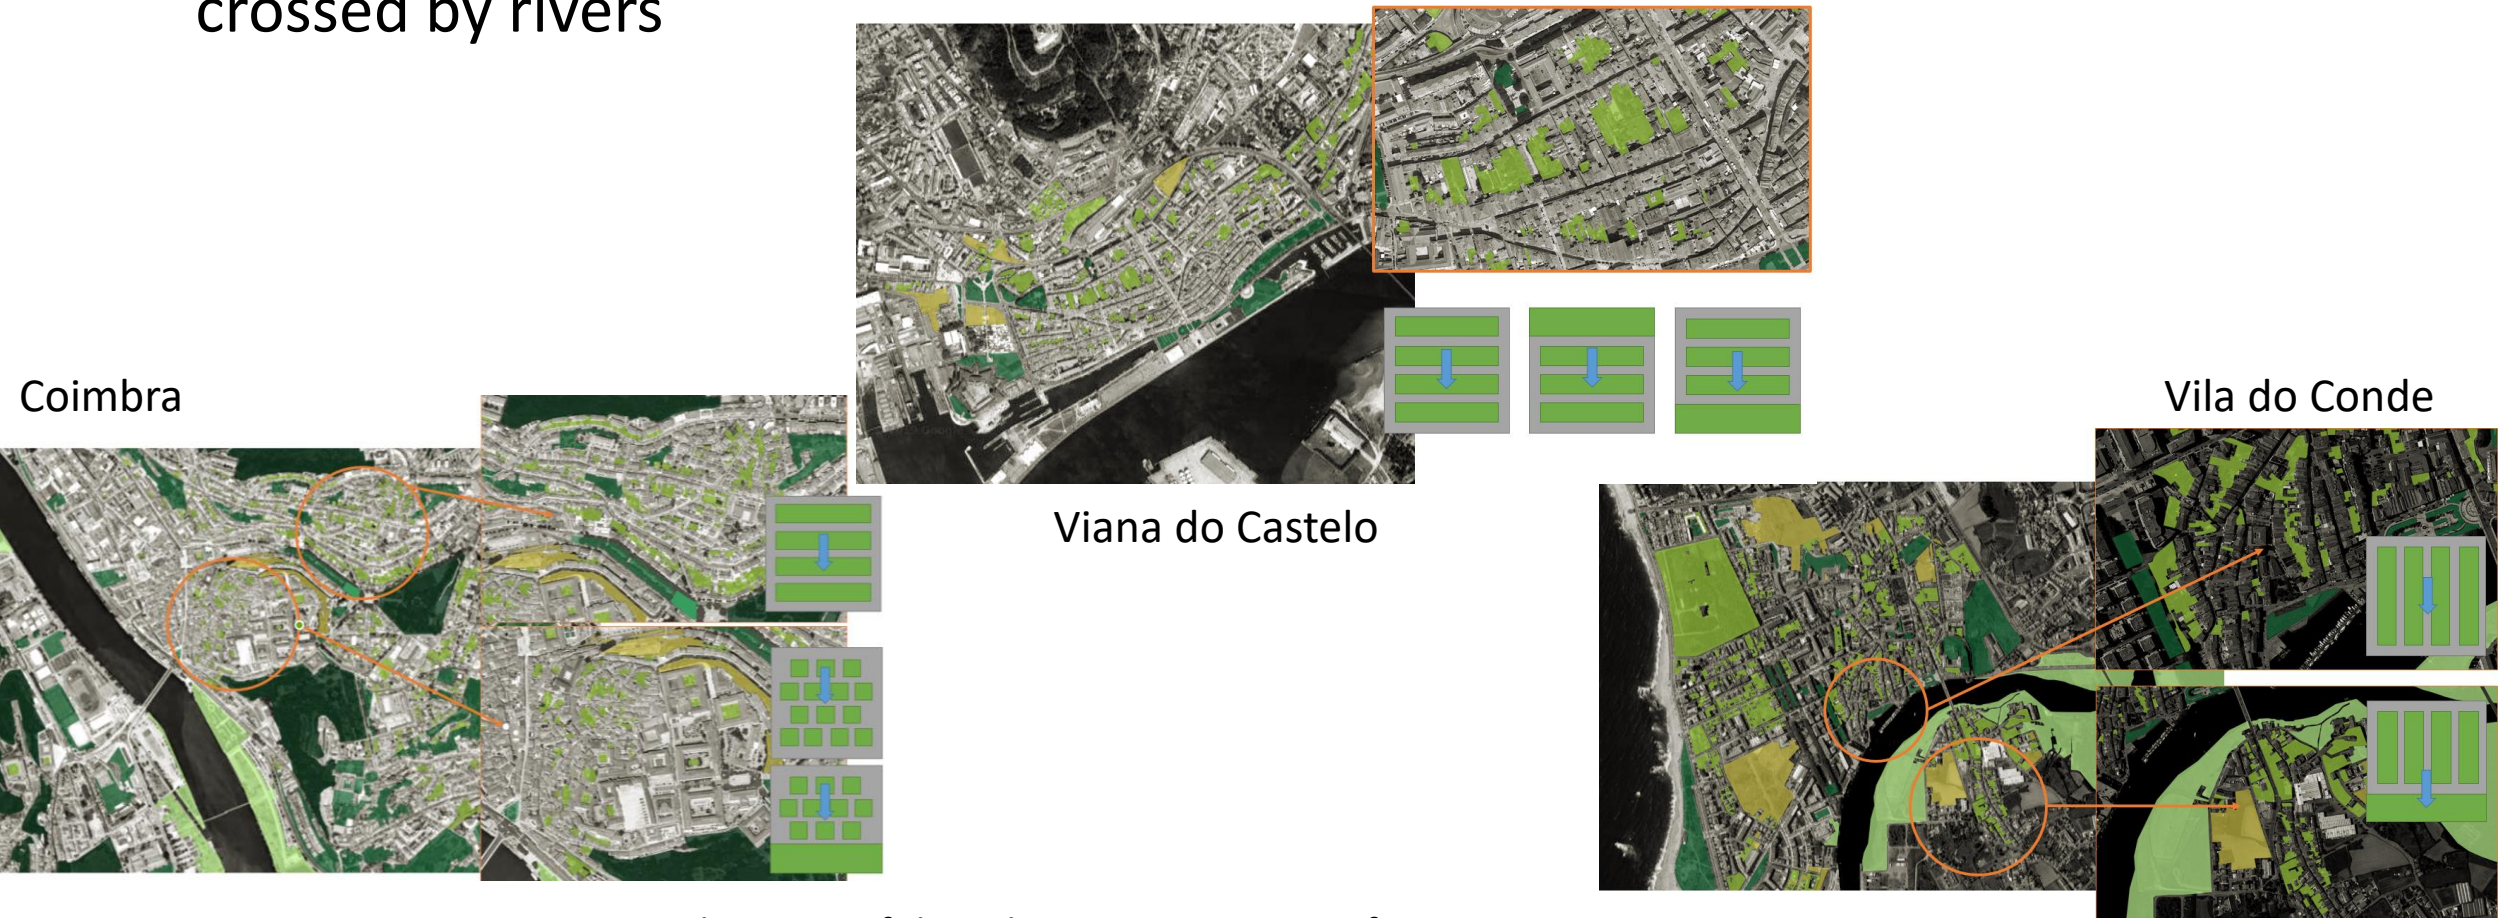 crossed by rivers
Coimbra
Viana do Castelo
Vila do Conde